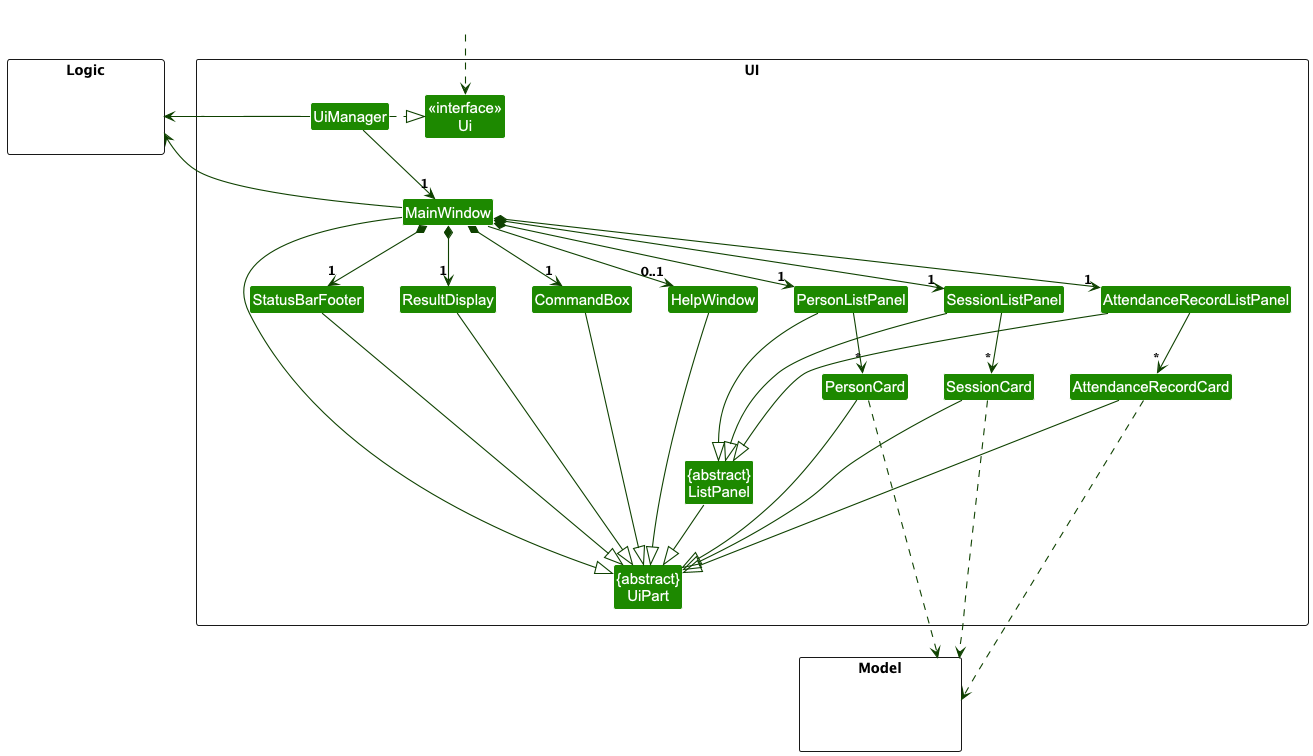 Logic
UI
UiManager
«interface»
Ui
1
MainWindow
1
1
1
0..1
1
1
1
StatusBarFooter
ResultDisplay
CommandBox
HelpWindow
PersonListPanel
SessionListPanel
AttendanceRecordListPanel
*
*
*
PersonCard
SessionCard
AttendanceRecordCard
{abstract}
ListPanel
{abstract}
UiPart
Model